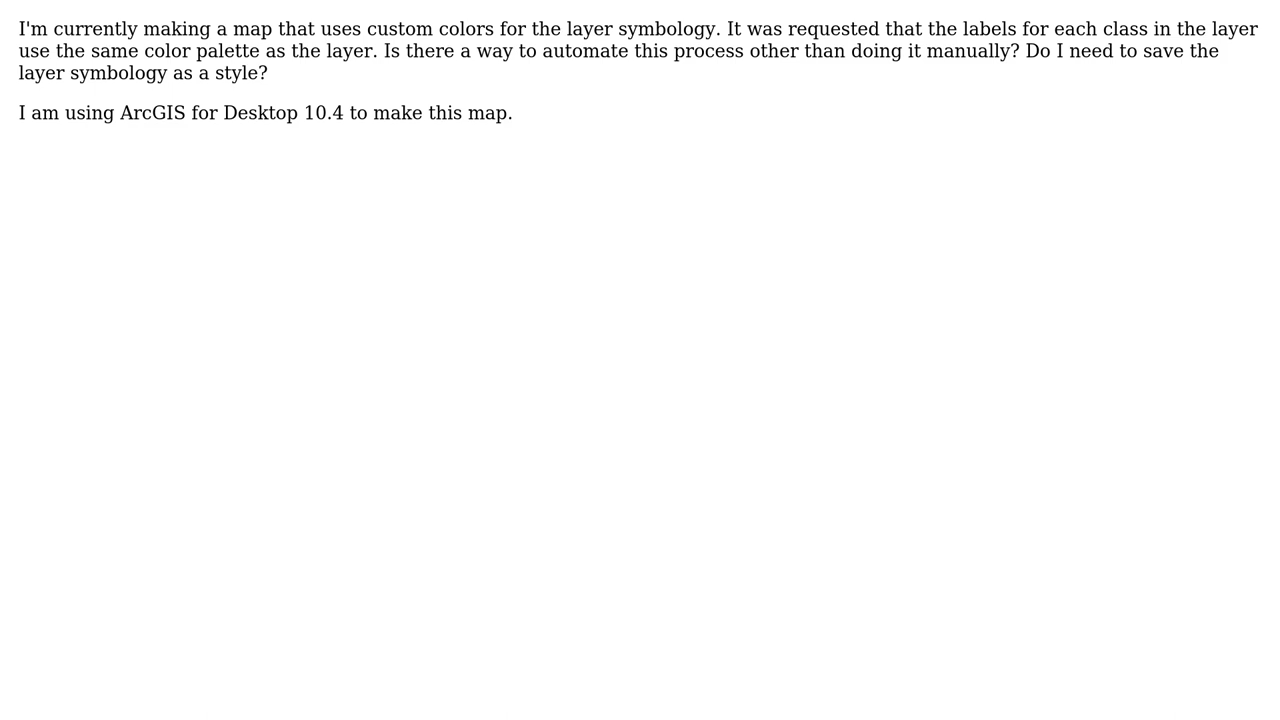 I'm currently making a map that uses custom colors for the layer symbology. It was requested that the labels for each class in the layer
use the same color palette as the layer. Is there a way to automate this process other than doing it manually? Do I need to save the
layer symbology as a style?
I am using ArcGIS for Desktop 10.4 to make this map.